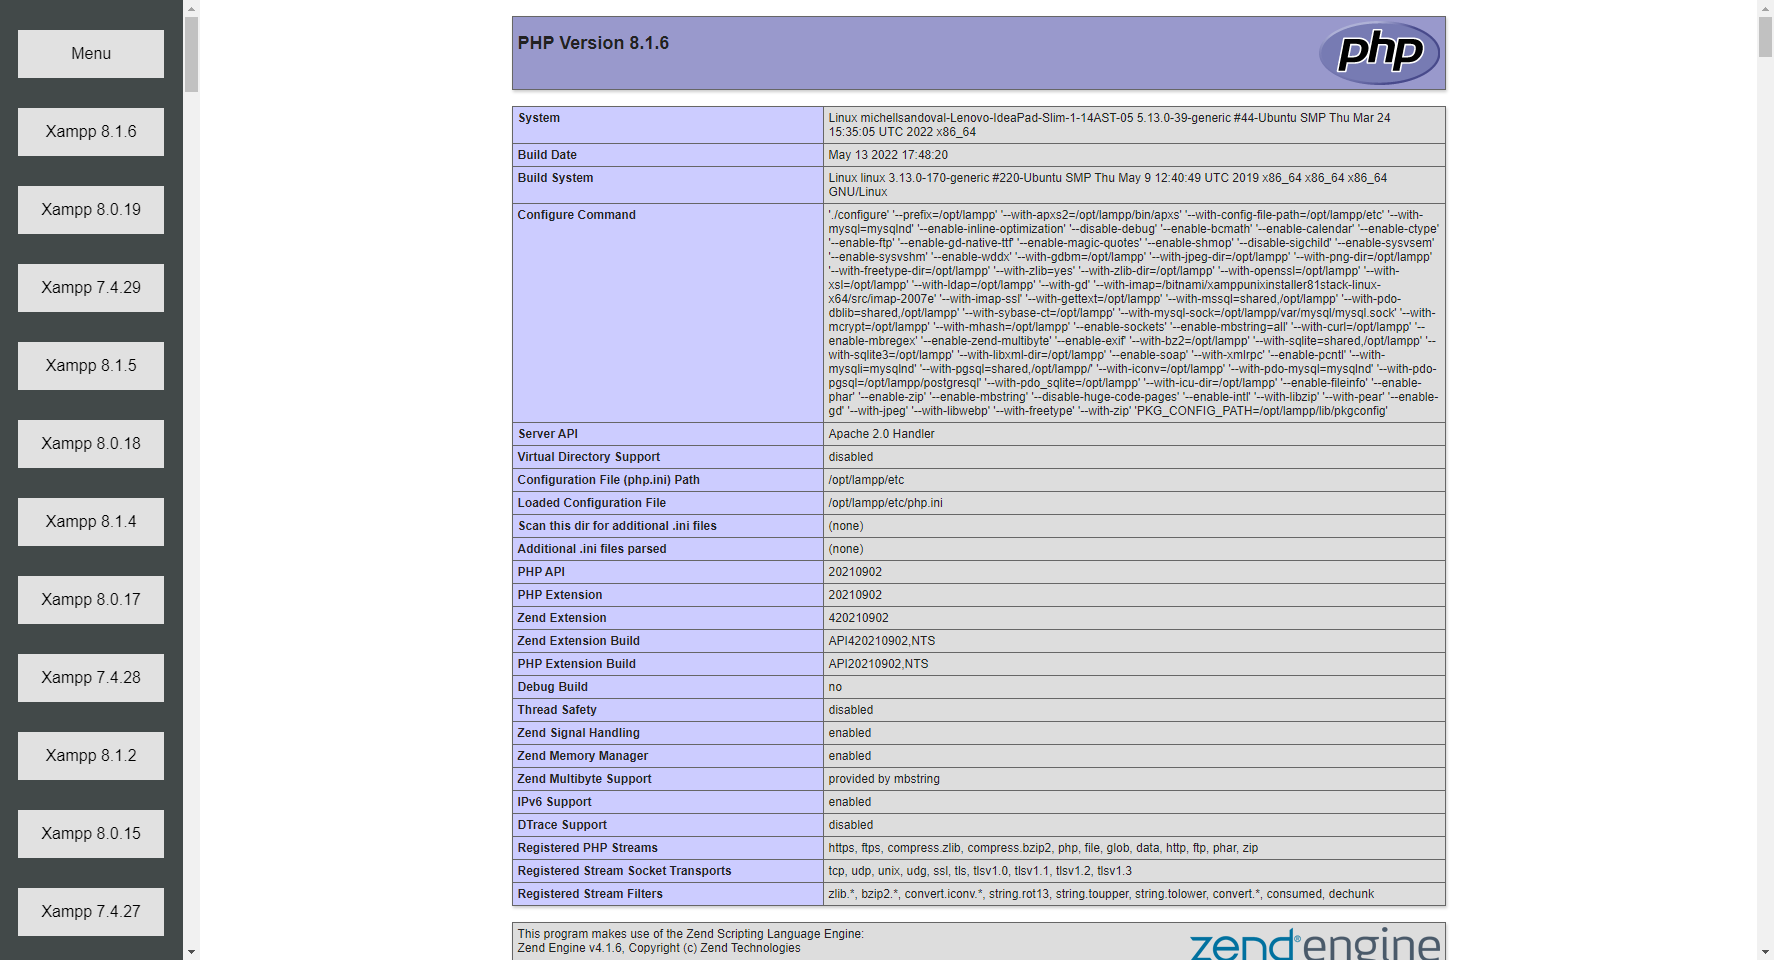 Menu
Xampp 8.1.6
Xampp 8.0.19
Xampp 7.4.29
Xampp 8.1.5
Xampp 8.0.18
Xampp 8.1.4
Xampp 8.0.17
Xampp 7.4.28
Xampp 8.1.2
Xampp 8.0.15
Xampp 7.4.27
PHP Version 8.1.6
php
System
Linux michellsandoval-Lenovo-IdeaPad-Slim-1-14AST-05 5.13.0-39-generic #44-Ubuntu SMP Thu Mar 24
15:35:05 UTC 2022 x86_64
Build Date
May 13 2022 17:48:20
Build System
Linux linux 3.13.0-170-generic #220-Ubuntu SMP Thu May 9 12:40:49 UTC 2019 x86_64 x86_64 x86_64
GNU/Linux
Configure Command
'./configure' '--prefix=/opt/lampp' '--with-apxs2=/opt/lampp/bin/apxs' '--with-config-file-path=/opt/lampp/etc' '--with-
mysql=mysqlnd' '--enable-inline-optimization' '--disable-debug' '--enable-bcmath' '--enable-calendar' '--enable-ctype'
'--enable-ftp' '--enable-gd-native-ttf' '--enable-magic-quotes' '--enable-shmop' '--disable-sigchild' '--enable-sysvsem'
'--enable-sysvshm' '--enable-wddx' '--with-gdbm=/opt/lampp' '--with-jpeg-dir=/opt/lampp' '--with-png-dir=/opt/lampp'
'--with-freetype-dir=/opt/lampp' '--with-zlib=yes' '--with-zlib-dir=/opt/lampp' '--with-openssl=/opt/lampp' '--with-
xsl=/opt/lampp' '--with-ldap=/opt/lampp' '--with-gd' '--with-imap=/bitnami/xamppunixinstaller81stack-linux-
x64/src/imap-2007e' '--with-imap-ssl' '--with-gettext=/opt/lampp' '--with-mssql=shared,/opt/lampp' '--with-pdo-
dblib=shared,/opt/lampp' '--with-sybase-ct=/opt/lampp' '--with-mysql-sock=/opt/lampp/var/mysql/mysql.sock' '--with-
mcrypt=/opt/lampp' '--with-mhash=/opt/lampp' '--enable-sockets' '--enable-mbstring=all' '--with-curl=/opt/lampp' '--
enable-mbregex' '--enable-zend-multibyte' '--enable-exif' '--with-bz2=/opt/lampp' '--with-sqlite=shared,/opt/lampp' '--
with-sqlite3=/opt/lampp' '--with-libxml-dir=/opt/lampp' '--enable-soap' '--with-xmlrpc' '--enable-pcntl' '--with-
mysqli=mysqlnd' '--with-pgsql=shared,/opt/lampp/' '--with-iconv=/opt/lampp' '--with-pdo-mysql=mysqlnd' '--with-pdo-
pgsql=/opt/lampp/postgresql' '--with-pdo_sqlite=/opt/lampp' '--with-icu-dir=/opt/lampp' '--enable-fileinfo' '--enable-
phar' '--enable-zip' '--enable-mbstring' '--disable-huge-code-pages' '--enable-intl' '--with-libzip' '--with-pear' '--enable-
gd' '--with-jpeg' '--with-libwebp' '--with-freetype' '--with-zip' 'PKG_CONFIG_PATH=/opt/lampp/lib/pkgconfig'
Server API
Apache 2.0 Handler
Virtual Directory Support
disabled
Configuration File (php.ini) Path
/opt/lampp/etc
Loaded Configuration File
/opt/lampp/etc/php.ini
Scan this dir for additional .ini files
(none)
Additional .ini files parsed
(none)
PHP API
20210902
PHP Extension
20210902
Zend Extension
420210902
Zend Extension Build
API420210902,NTS
PHP Extension Build
API20210902,NTS
Debug Build
no
Thread Safety
disabled
Zend Signal Handling
enabled
Zend Memory Manager
enabled
Zend Multibyte Support
provided by mbstring
IPv6 Support
enabled
DTrace Support
disabled
Registered PHP Streams
https, ftps, compress.zlib, compress.bzip2, php, file, glob, data, http, ftp, phar, zip
Registered Stream Socket Transports
tcp, udp, unix, udg, ssl, tls, tlsv1.0, tlsv1.1, tlsv1.2, tlsv1.3
Registered Stream Filters
zlib.*, bzip2.*, convert.iconv.*, string.rot13, string.toupper, string.tolower, convert.*, consumed, dechunk
This program makes use of the Zend Scripting Language Engine:
Zend Engine v4.1.6, Copyright (c) Zend Technologies
zend® engine